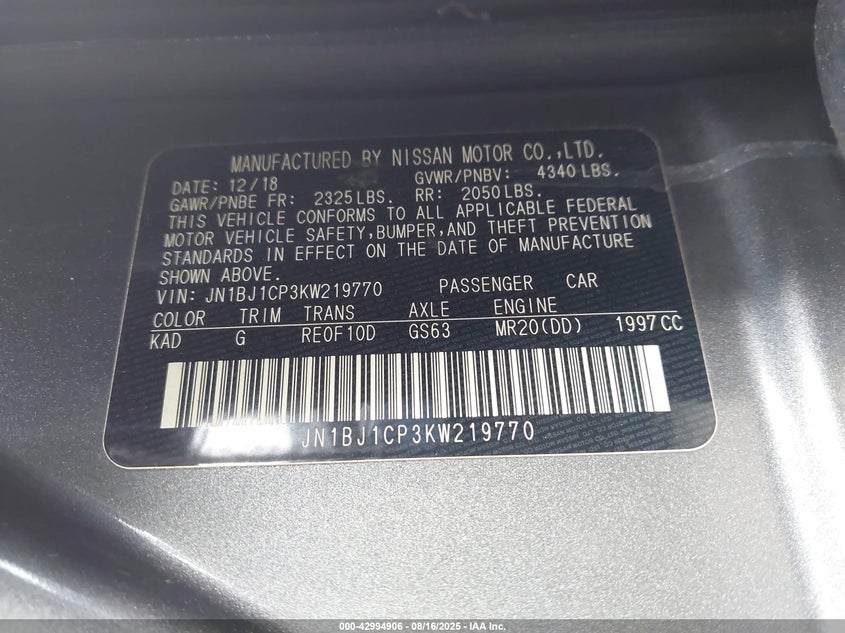 MANUFACTURED BY NISSAN MOTOR CO.,LTD.
DATE: 12/18 GVWR/PNBV: 4340 LBS.
GAWR/PNBE FR: 2325 LBS. RR: 2050 LBS.
THIS VEHICLE CONFORMS TO ALL APPLICABLE FEDERAL
MOTOR VEHICLE SAFETY,BUMPER,AND THEFT PREVENTION
STANDARDS IN EFFECT ON THE DATE OF MANUFACTURE
SHOWN ABOVE.
VIN: JN1BJ1CP3KW219770 PASSENGER CAR
COLOR TRIM TRANS AXLE ENGINE
KAD G RE0F10D GS63 MR20(DD) 1997CC
JN1BJ1CP3KW219770
000-42994906 - 08/16/2025 - IAA Inc.